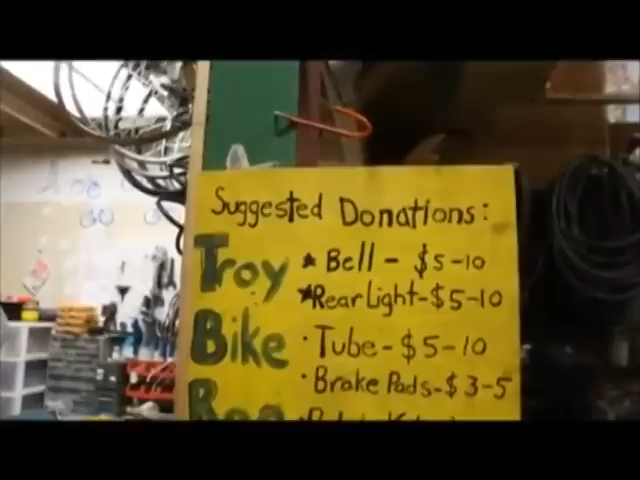 Suggested Donations:
Troy
* Bell - $5-10
*Rear Light-$5-10
Bike
· Tube - $5-10
· Brake Pads - $3-5